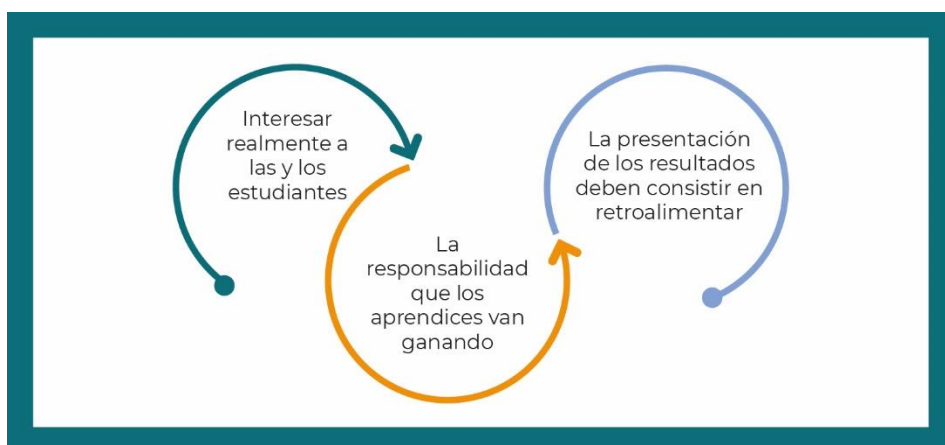 Interesar
realmente a
las y los
estudiantes
La
responsabilidad
que los
aprendices van
ganando
La presentación
de los resultados
deben consistir en
retroalimentar